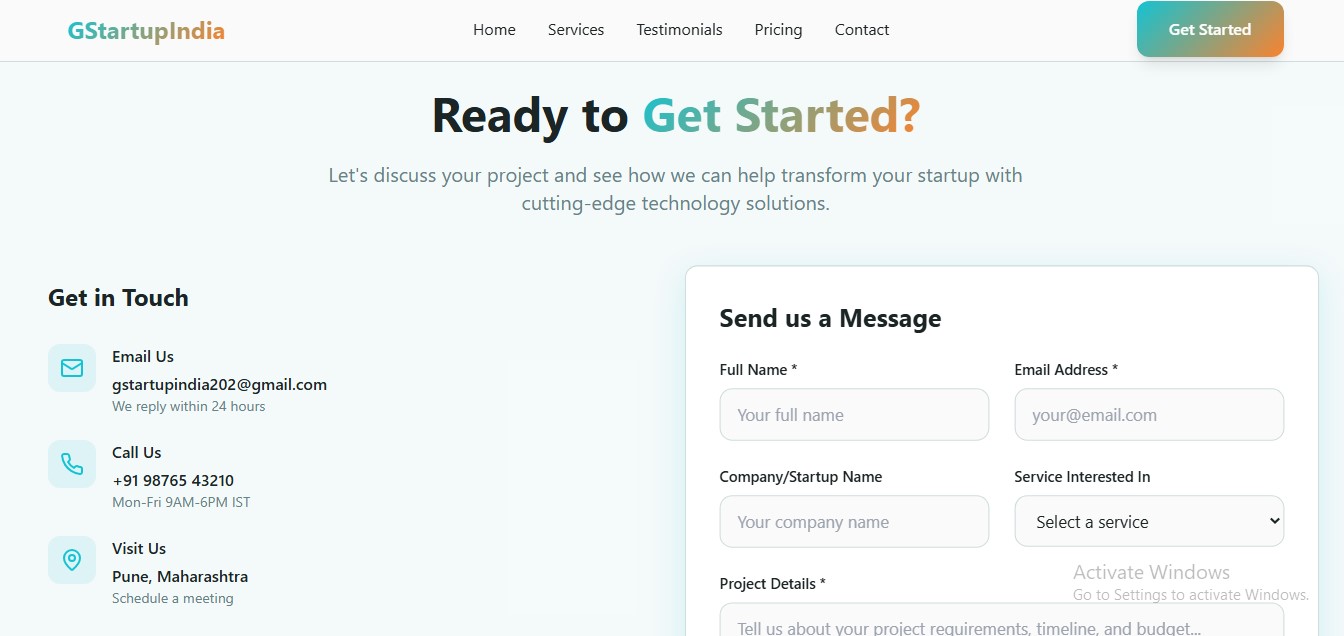 GStartupIndia
Home Services Testimonials Pricing Contact
Get Started
Ready to Get Started?
Let's discuss your project and see how we can help transform your startup with
cutting-edge technology solutions.
Get in Touch
Email Us
gstartupindia202@gmail.com
We reply within 24 hours
Call Us
+91 98765 43210
Mon-Fri 9AM-6PM IST
Visit Us
Pune, Maharashtra
Schedule a meeting
Send us a Message
Full Name * Email Address *
Your full name your@email.com
Company/Startup Name Service Interested In
Your company name Select a service
Project Details *
Tell us about your project requirements, timeline, and budget...
Activate Windows
Go to Settings to activate Windows.